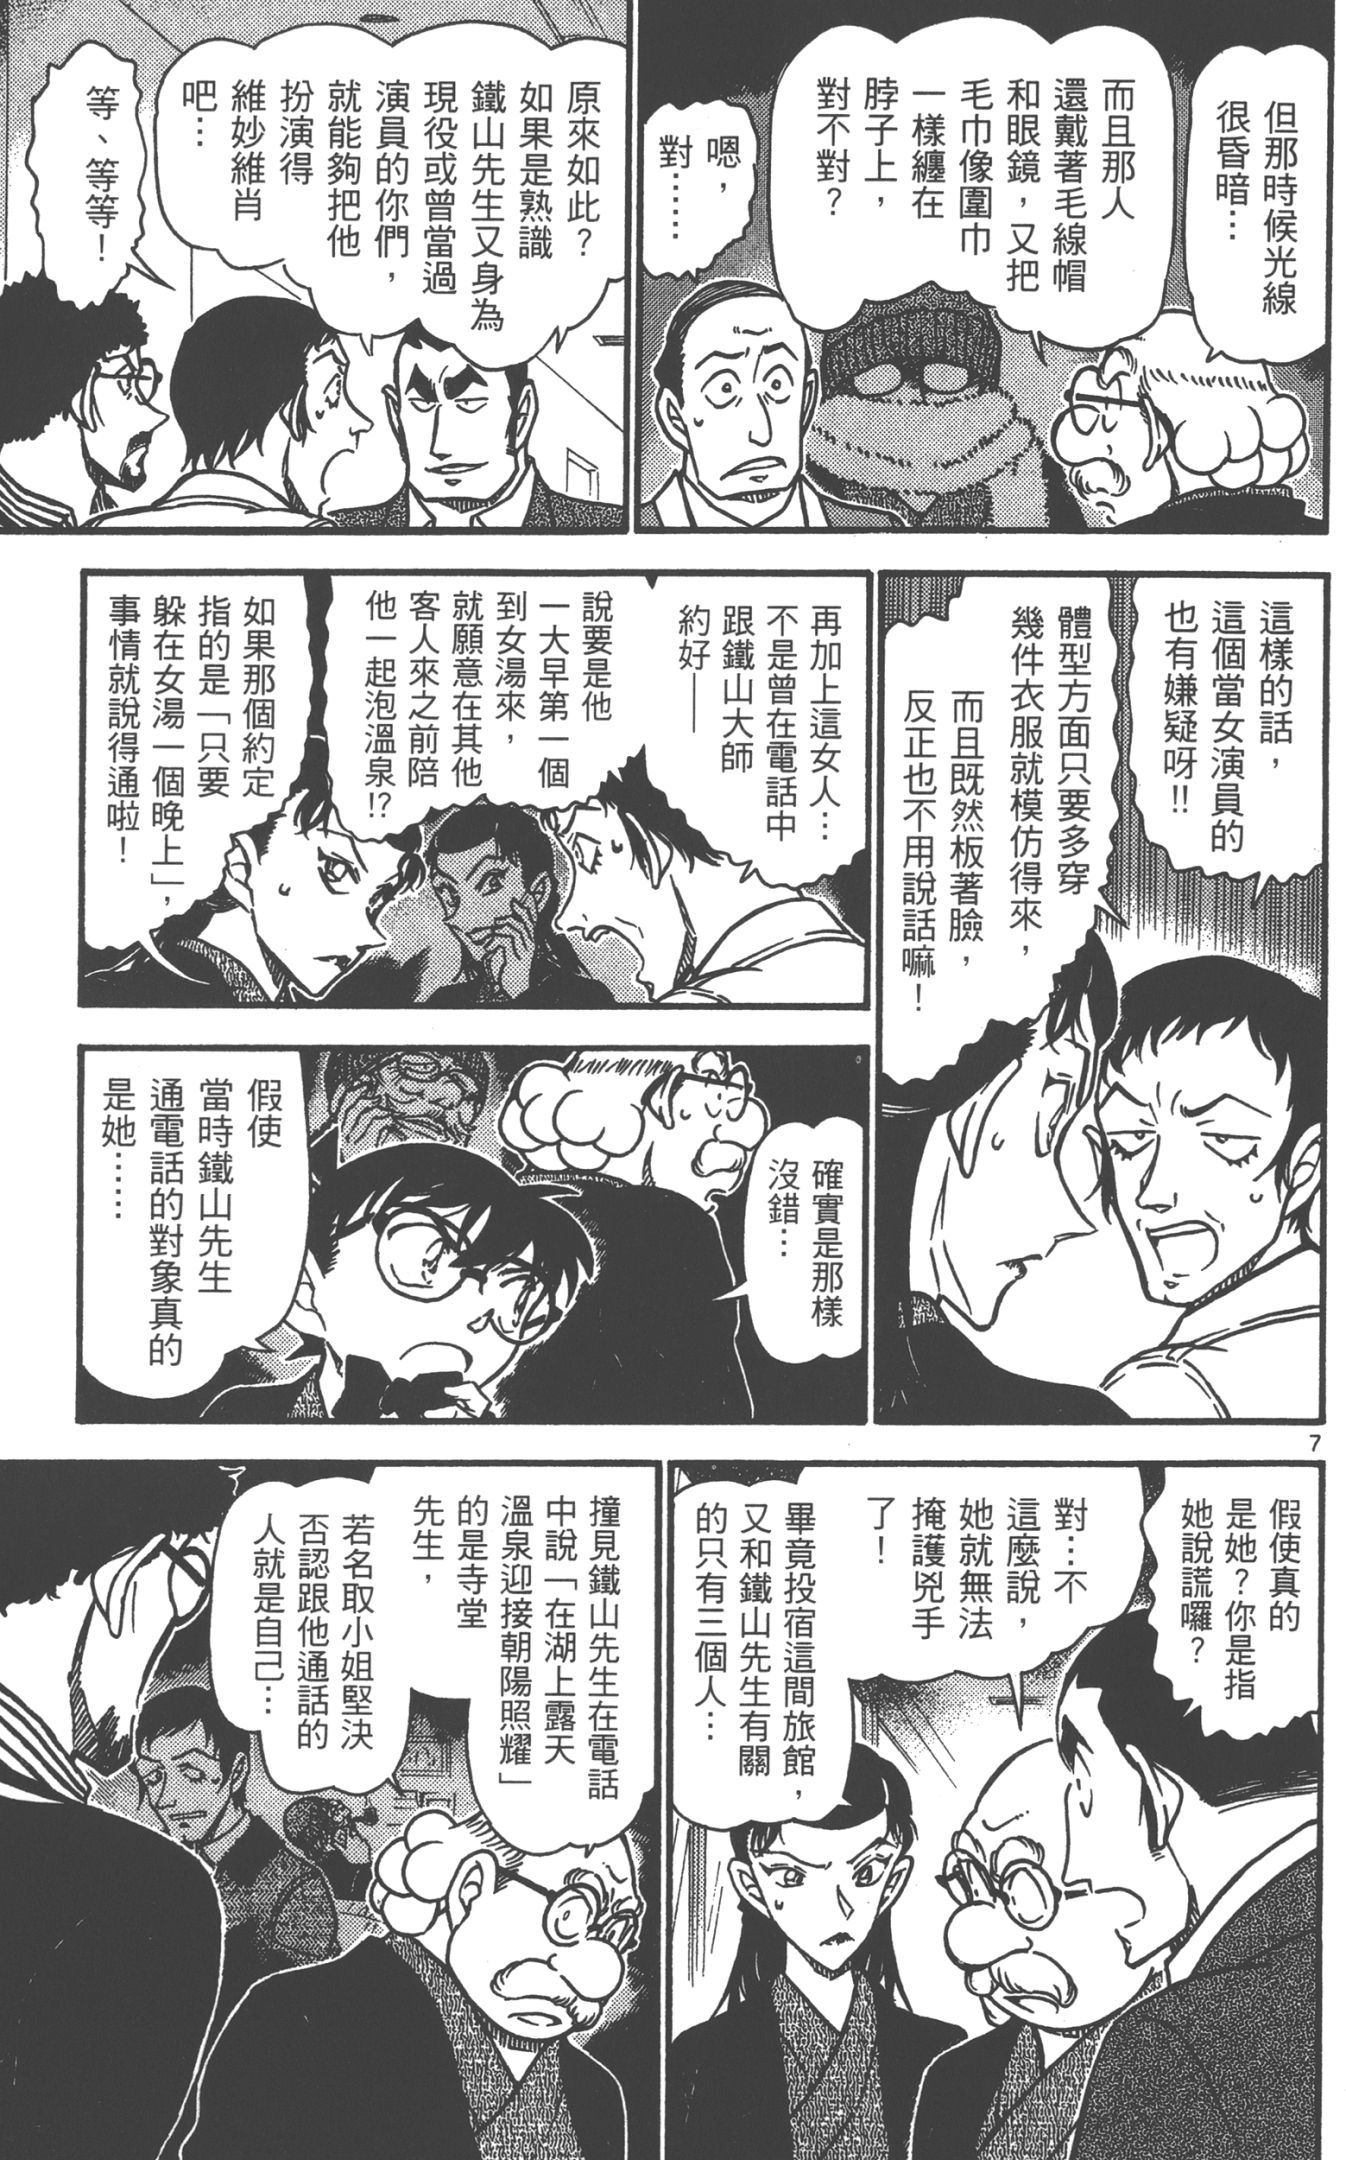 但那時候光線
很昏暗…
而且那人
還戴著毛線帽
和眼鏡，又把
毛巾像圍巾
一樣纏在
脖子上，
對不對？
嗯，
對……
原來如此？
如果是熟識
鐵山先生又身為
現役或曾當過
演員的你們，
就能夠把他
扮演得
維妙維肖
吧…
等、等等！
這樣的話，
這個當女演員的
也有嫌疑呀!!
體型方面只要多穿
幾件衣服就模仿得來，
而且既然板著臉，
反正也不用說話嘛！
再加上這女人…
不是曾在電話中
跟鐵山大師
約好——
說要是他
一大早第一個
到女湯來，
就願意在其他
客人來之前陪
他一起泡溫泉!?
如果那個約定
指的是「只要
躲在女湯一個晚上」，
事情就說得通啦！
確實是那樣
沒錯…
假使
當時鐵山先生
通電話的對象真的
是她……
7
假使真的
是她？你是指
她說謊囉？
對…不
這麼說，
她就無法
掩護兇手
了！
畢竟投宿這間旅館，
又和鐵山先生有關
的只有三個人…
撞見鐵山先生在電話
中說「在湖上露天
溫泉迎接朝陽照耀」
的是寺堂
先生，
若名取小姐堅決
否認跟他通話的
人就是自己…